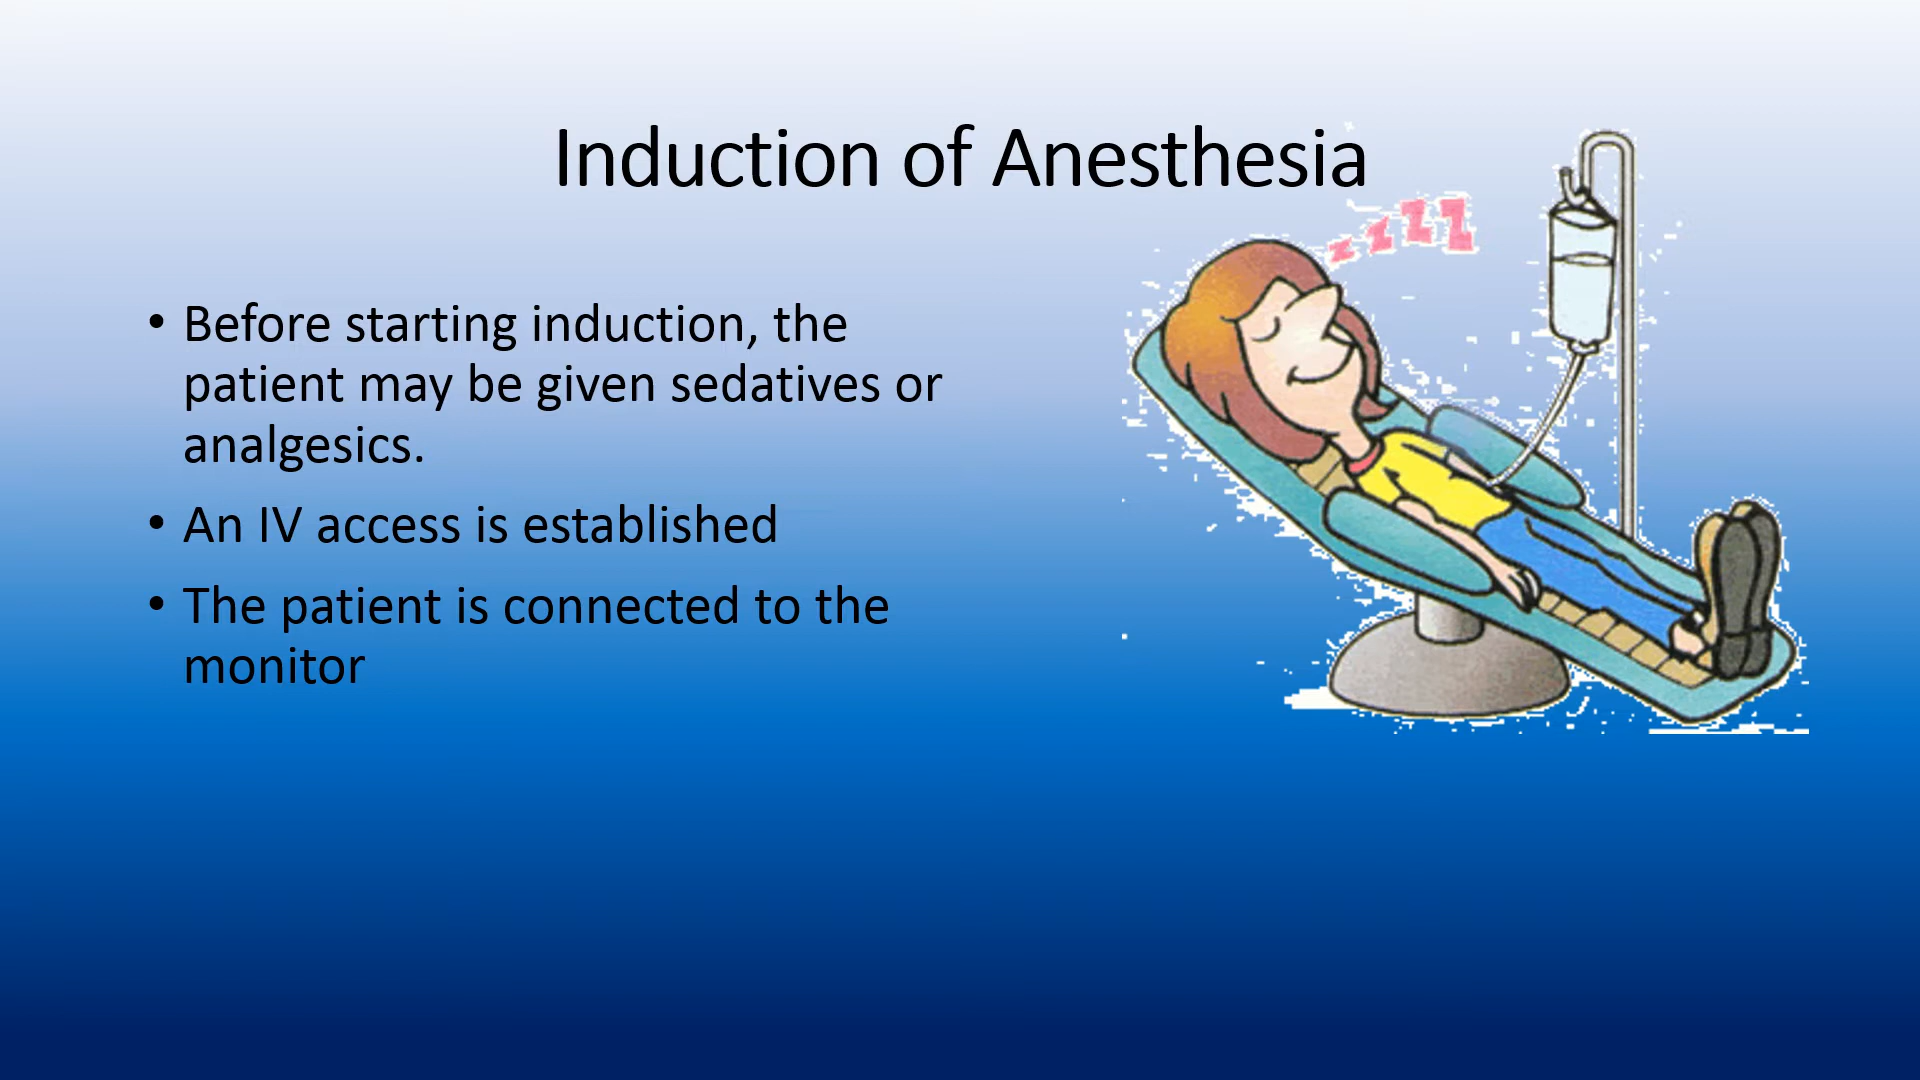 Induction of Anesthesia
zzZZ
• Before starting induction, the
patient may be given sedatives or
analgesics.
• An IV access is established
• The patient is connected to the
monitor